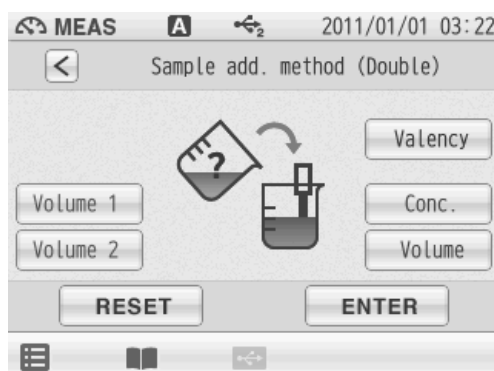 MEAS A 2 2011/01/01 03:22
< Sample add. method (Double)
?
Valency
Volume 1
Conc.
Volume 2
Volume
RESET
ENTER